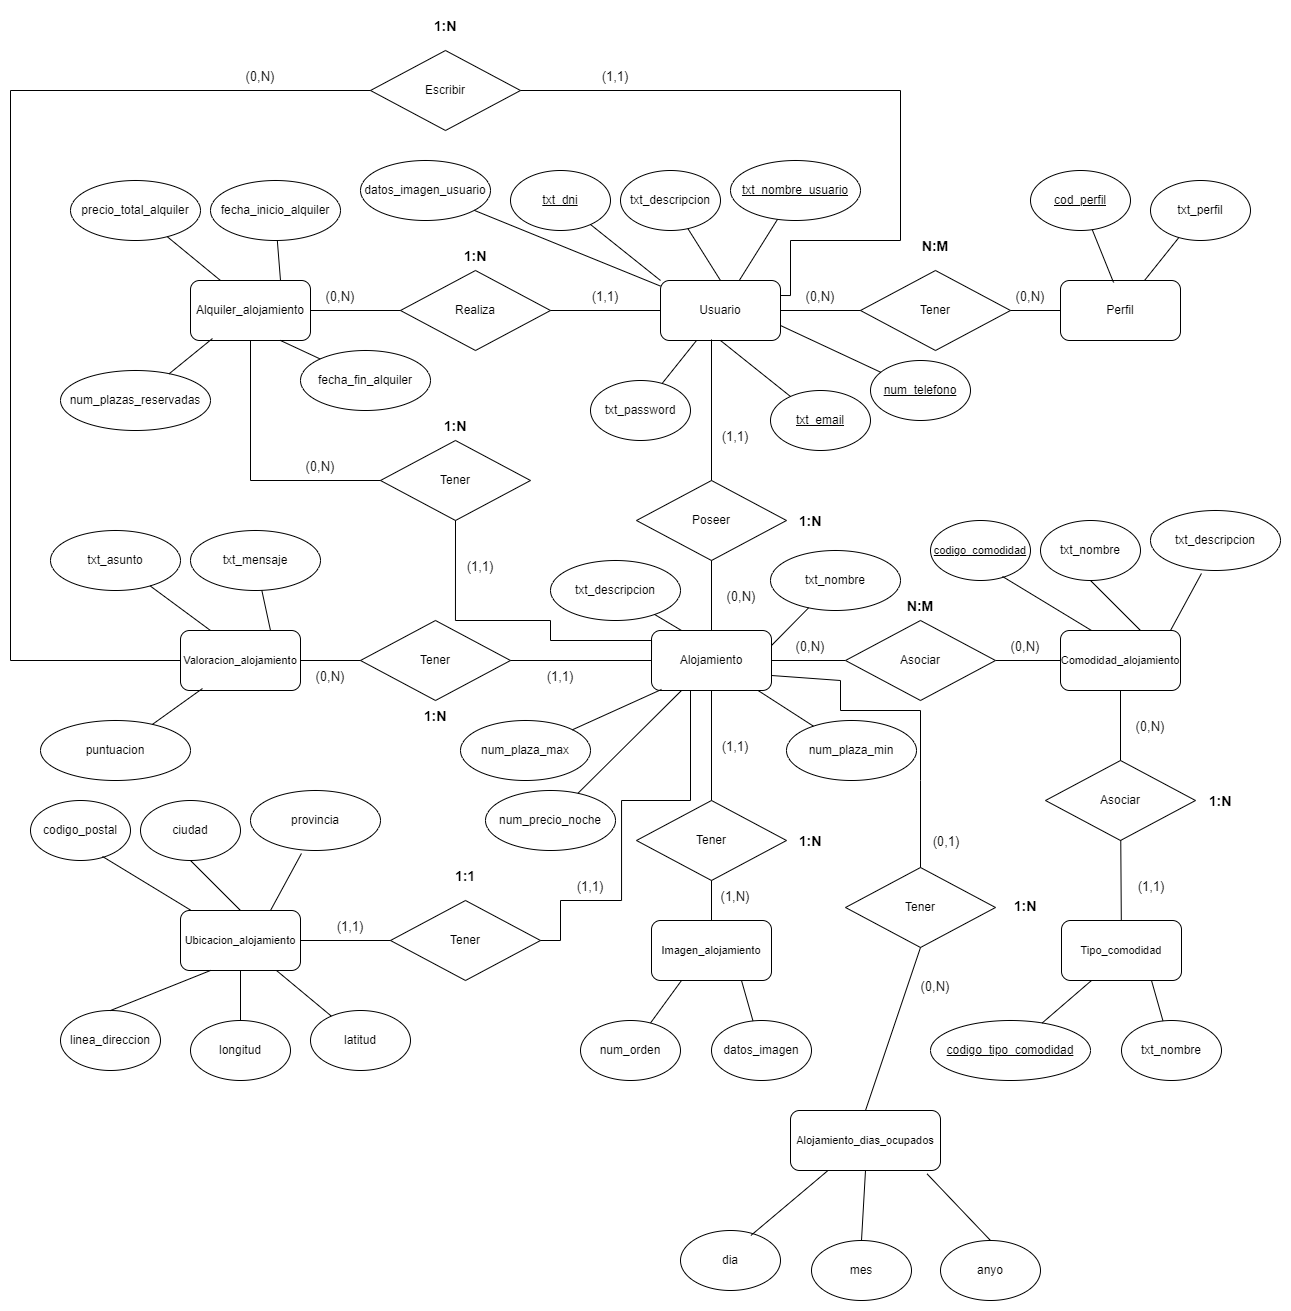 1:N
(0,N)
(1,1)
Escribir
datos_imagen_usuario
txt_dni
txt_descripcion
txt_nombre_usuario
cod_perfil
txt_perfil
precio_total_alquiler
fecha_inicio_alquiler
1:N
N:M
Alquiler_alojamiento
(0,N)
Realiza
(1,1)
Usuario
(0,N)
Tener
(0,N)
Perfil
num_plazas_reservadas
fecha_fin_alquiler
txt_password
txt_email
num_telefono
1:N
(1,1)
(0,N)
Tener
Poseer
1:N
(1,1)
txt_asunto
txt_mensaje
txt_descripcion
txt_nombre
(0,N)
codigo_comodidad
txt_nombre
txt_descripcion
N:M
Valoracion_alojamiento
(0,N)
Tener
(1,1)
Alojamiento
(0,N)
Asociar
(0,N)
Comodidad_alojamiento
1:N
puntuacion
num_plaza_max
(1,1)
num_plaza_min
(0,N)
codigo_postal
ciudad
provincia
num_precio_noche
Asociar
1:N
Tener
1:N
(0,1)
1:1
(1,1)
(1,N)
(1,1)
Tener
1:N
Ubicacion_alojamiento
(1,1)
Tener
Imagen_alojamiento
Tipo_comodidad
(0,N)
linea_direccion
longitud
latitud
num_orden
datos_imagen
codigo_tipo_comodidad
txt_nombre
Alojamiento_dias_ocupados
dia
mes
anyo